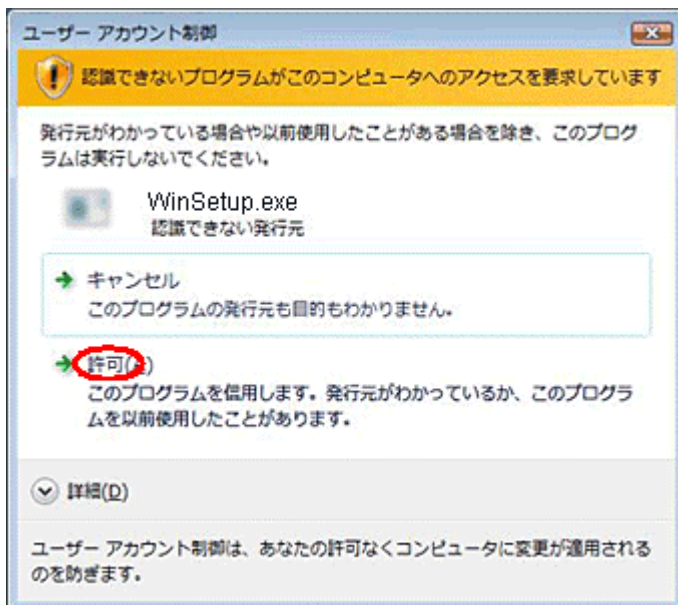 ユーザー アカウント制御
認識できないプログラムがこのコンピュータへのアクセスを要求しています
発行元がわかっている場合や以前使用したことがある場合を除き、このプログ
ラムは実行しないでください。
WinSetup.exe
認識できない発行元
キャンセル
このプログラムの発行元も目的もわかりません。
許可(A)
このプログラムを信用します。発行元がわかっているか、このプログラ
ムを以前使用したことがあります。
詳細(D)
ユーザー アカウント制御は、あなたの許可なくコンピュータに変更が適用される
のを防ぎます。